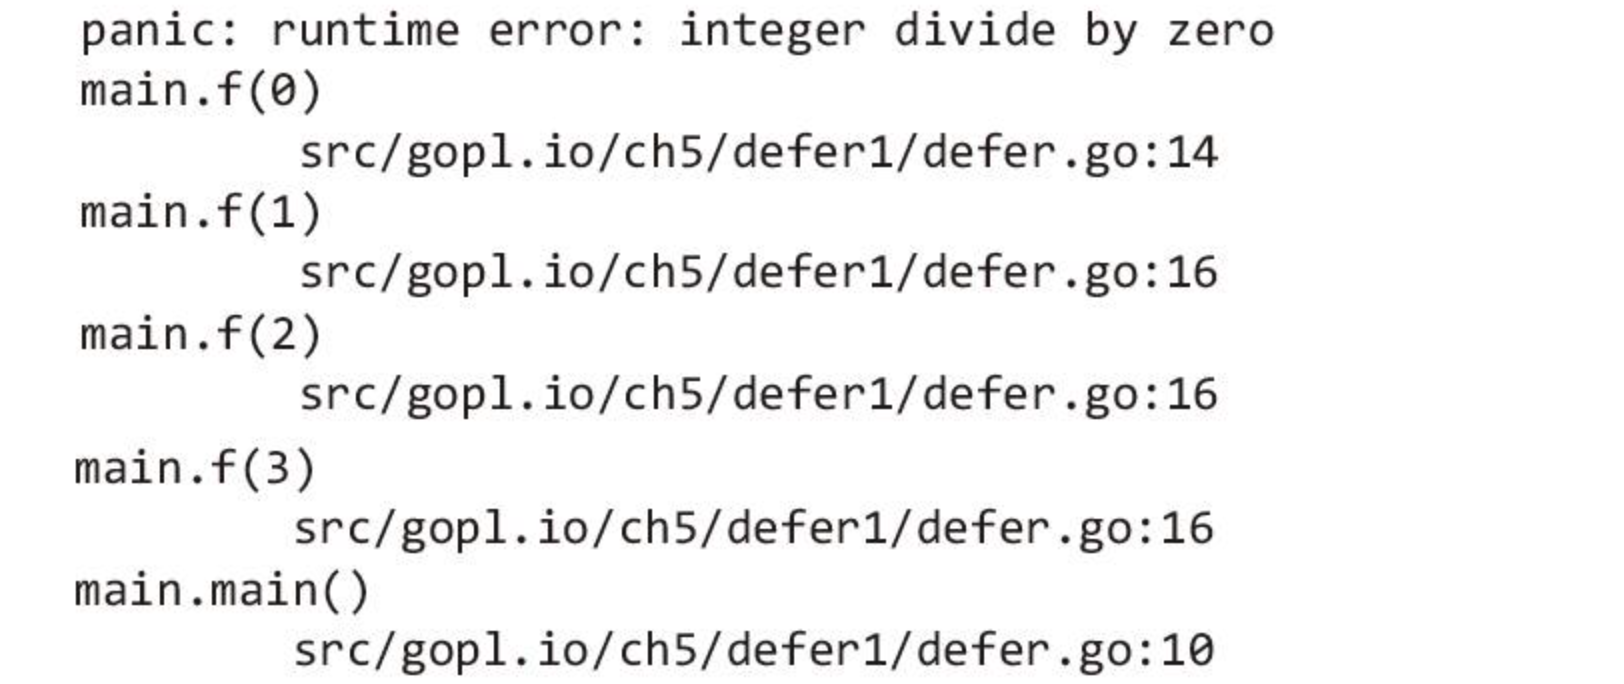 panic: runtime error: integer divide by zero
main.f(0)
src/gopl.io/ch5/defer1/defer.go:14
main.f(1)
src/gopl.io/ch5/defer1/defer.go:16
main.f(2)
src/gopl.io/ch5/defer1/defer.go:16
main.f(3)
src/gopl.io/ch5/defer1/defer.go:16
main.main()
src/gopl.io/ch5/defer1/defer.go:10